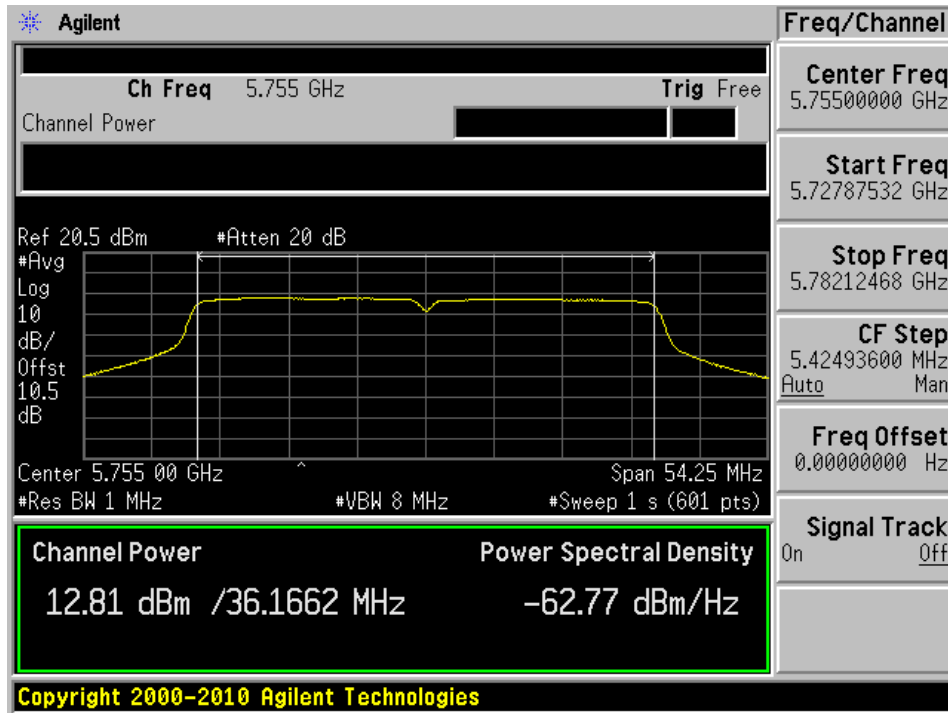 Agilent
Freq/Channel
Ch Freq 5.755 GHz Trig Free
Channel Power
Center Freq
5.75500000 GHz
Start Freq
5.72787532 GHz
Stop Freq
5.78212468 GHz
CF Step
5.42493600 MHz
Auto Man
Freq Offset
0.00000000 Hz
Signal Track
On Off
Ref 20.5 dBm #Atten 20 dB
#Avg
Log
10
dB/
Offst
10.5
dB
Center 5.755 00 GHz Span 54.25 MHz
#Res BW 1 MHz #VBW 8 MHz #Sweep 1 s (601 pts)
Channel Power Power Spectral Density
12.81 dBm /36.1662 MHz -62.77 dBm/Hz
Copyright 2000-2010 Agilent Technologies